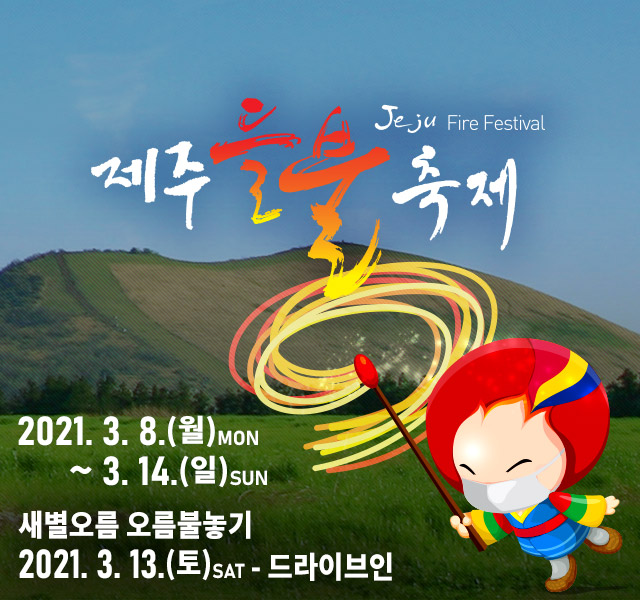 Jeju Fire Festival
제주들불축제
2021. 3. 8.(월)MON
~ 3. 14.(일)SUN
새별오름 오름불놓기
2021. 3. 13.(토)SAT - 드라이브인